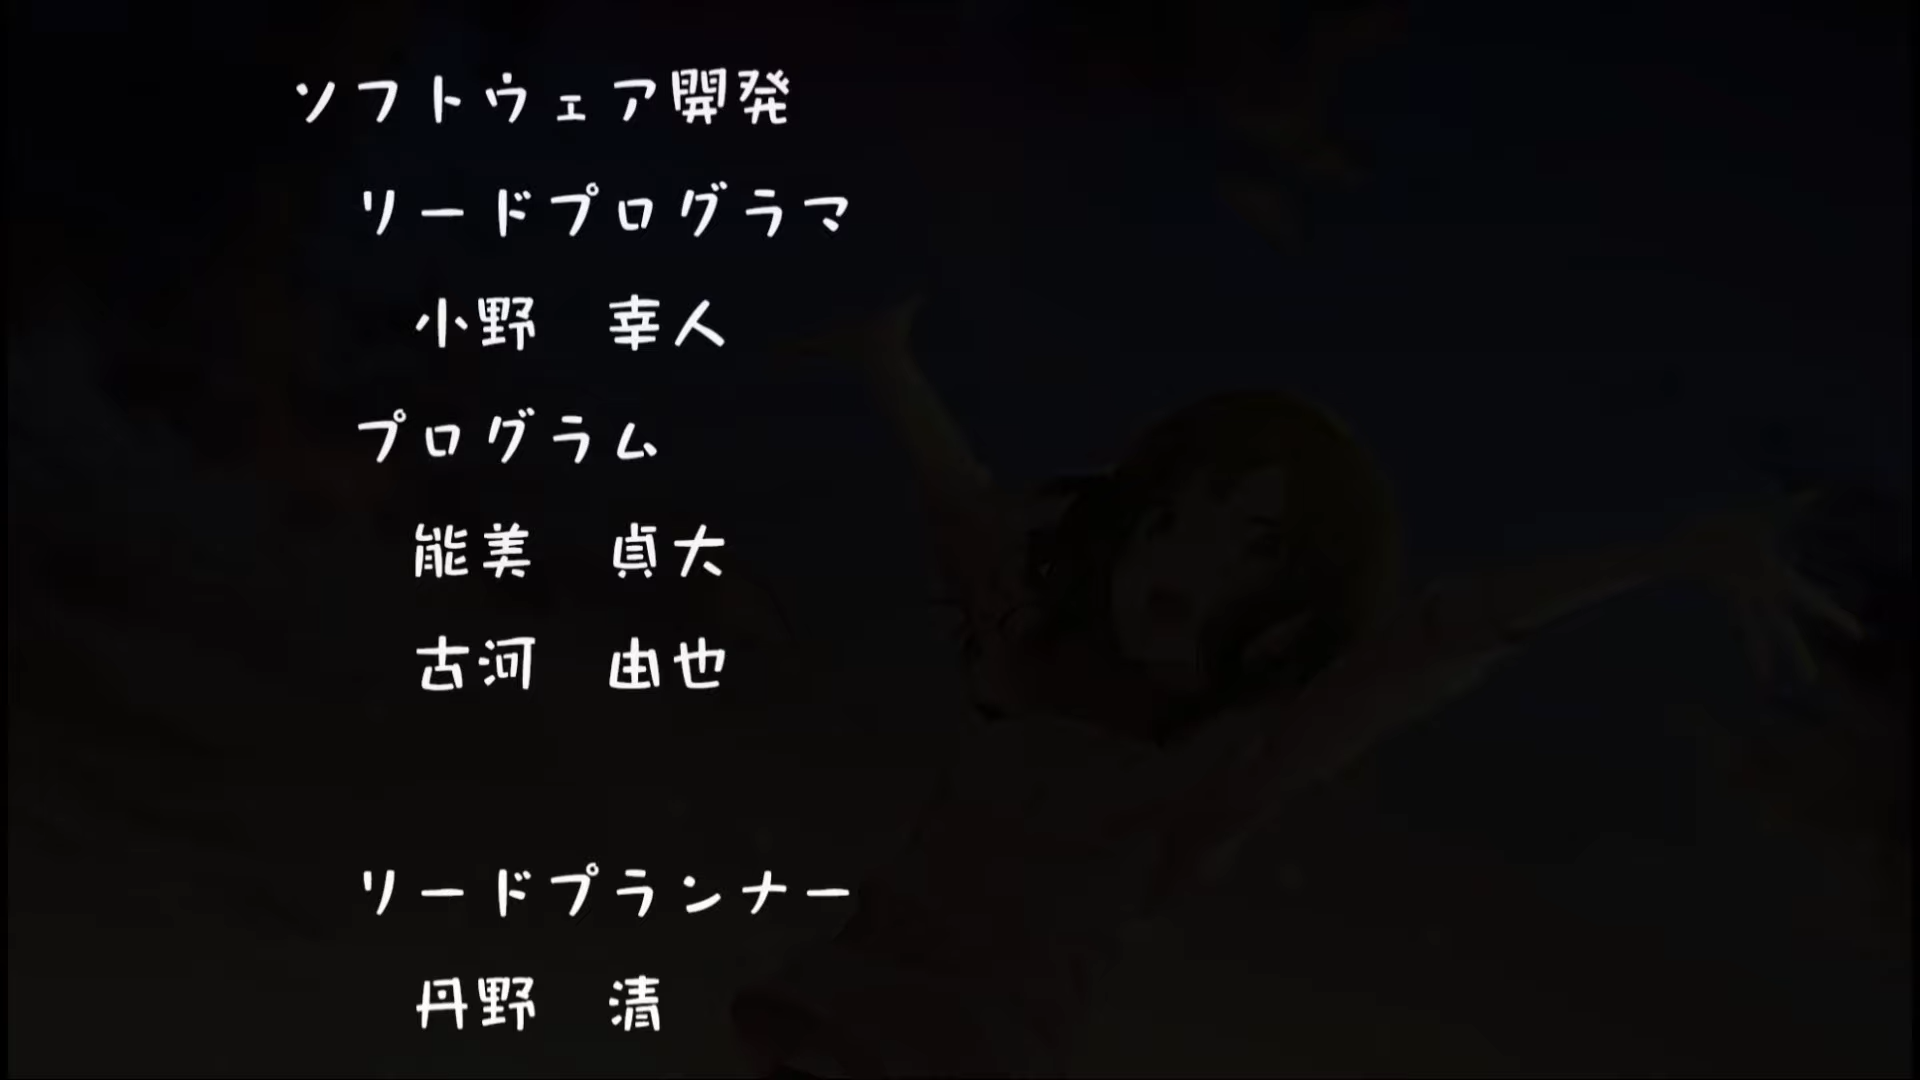 ソフトウェア開発
リードプログラマ
小野　幸人
プログラム
能美　貞大
古河　由也
リードプランナー
丹野　清